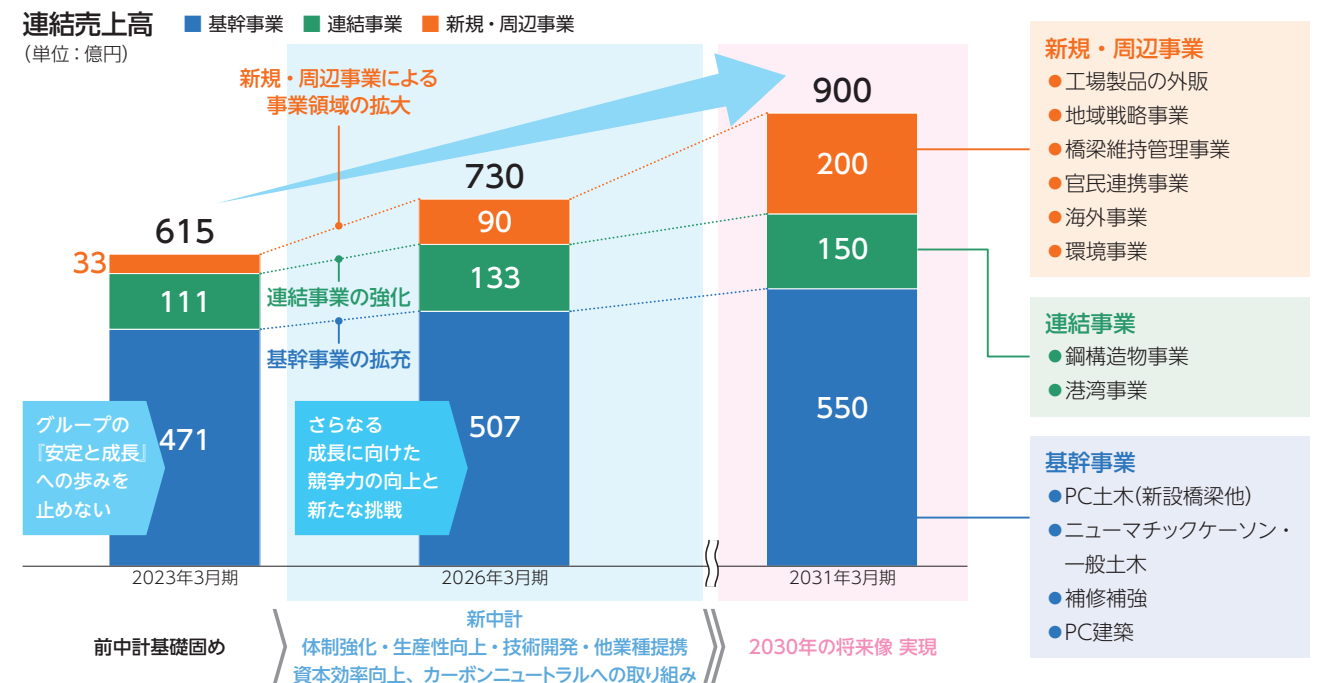 連結売上高
(単位:億円)
■ 基幹事業 ■ 連結事業 ■ 新規・周辺事業
新規・周辺事業による
事業領域の拡大
連結事業の強化
基幹事業の拡充
615
33
111
471
730
90
133
507
900
200
150
550
グループの
『安定と成長』
への歩みを
止めない
さらなる
成長に向けた
競争力の向上と
新たな挑戦
2023年3月期
2026年3月期
2031年3月期
前中計基礎固め
新中計
体制強化・生産性向上・技術開発・他業種提携
資本効率向上、カーボンニュートラルへの取り組み
2030年の将来像 実現
新規・周辺事業
●工場製品の外販
●地域戦略事業
●橋梁維持管理事業
●官民連携事業
●海外事業
●環境事業
連結事業
●鋼構造物事業
●港湾事業
基幹事業
●PC土木(新設橋梁他)
●ニューマチックケーソン・
一般土木
●補修補強
●PC建築